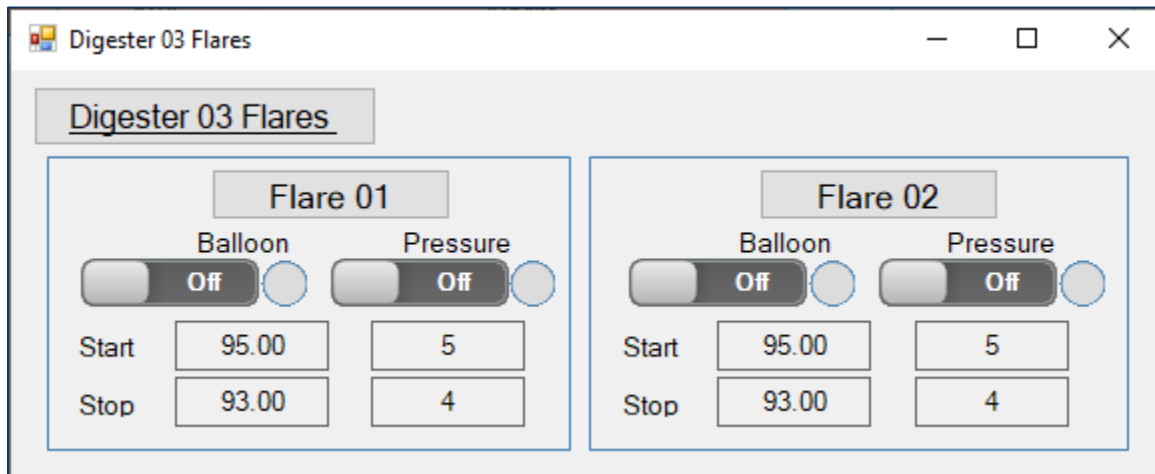 Digester 03 Flares
Digester 03 Flares
Flare 01
Balloon Pressure
Off Off
Start 95.00 5
Stop 93.00 4
Flare 02
Balloon Pressure
Off Off
Start 95.00 5
Stop 93.00 4